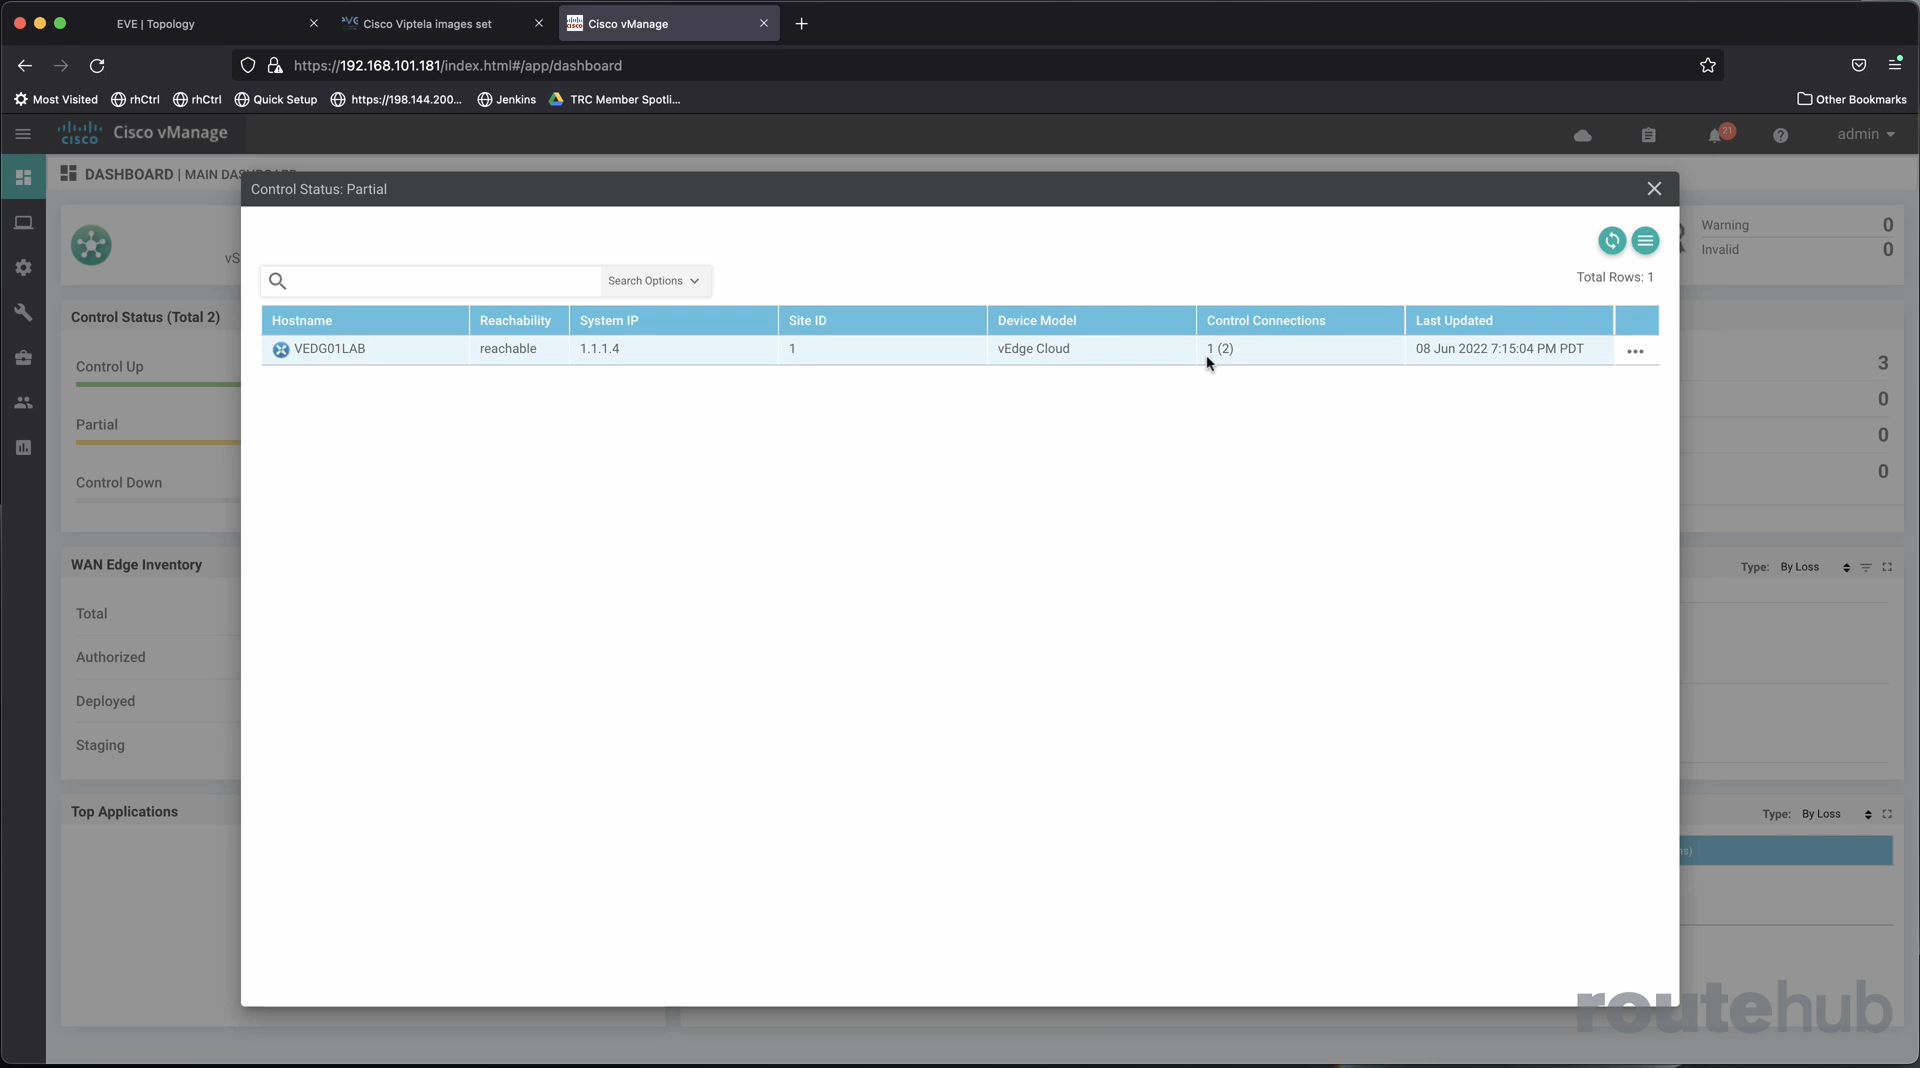 EVE | Topology
Cisco Viptela images set
Cisco vManage
https://192.168.101.181/index.html#/app/dashboard
Most Visited
rhCtrl
rhCtrl
Quick Setup
https://198.144.200...
Jenkins
TRC Member Spotli...
Other Bookmarks
cisco
Cisco vManage
21
admin
DASHBOARD | MAIN DASHBOARD
Control Status: Partial
Warning 0
Invalid 0
Search Options
Total Rows: 1
Hostname Reachability System IP Site ID Device Model Control Connections Last Updated
VEDG01LAB reachable 1.1.1.4 1 vEdge Cloud 1 (2) 08 Jun 2022 7:15:04 PM PDT
Control Status (Total 2)
Control Up
Partial
Control Down
3
0
0
0
WAN Edge Inventory
Type: By Loss
Total
Authorized
Deployed
Staging
Top Applications
Type: By Loss
routehub